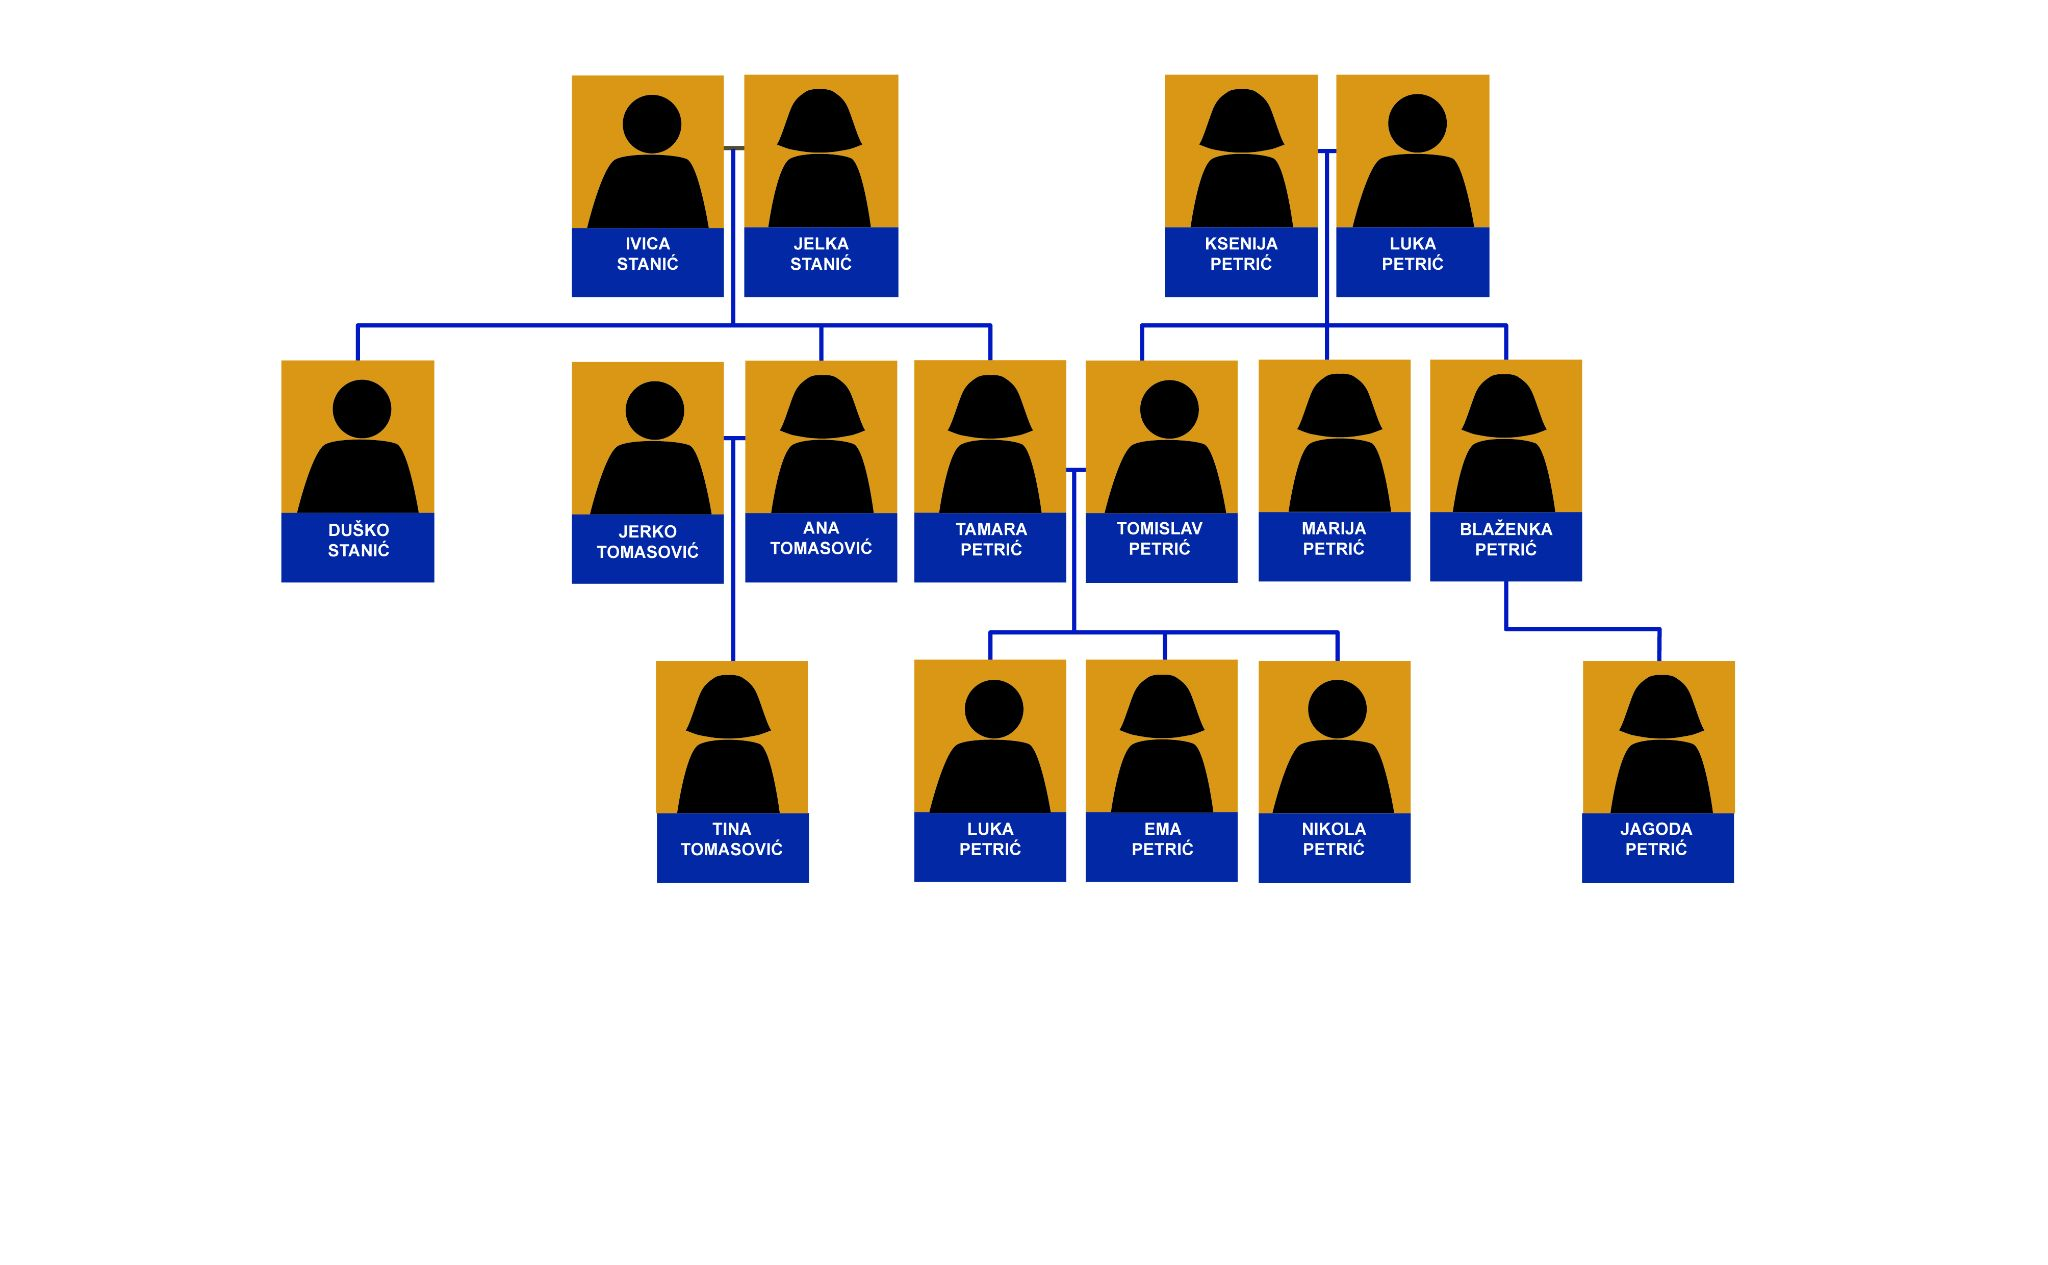 IVICA
STANIĆ
JELKA
STANIĆ
KSENIJA
PETRIĆ
LUKA
PETRIĆ
DUŠKO
STANIĆ
JERKO
TOMASOVIĆ
ANA
TOMASOVIĆ
TAMARA
PETRIĆ
TOMISLAV
PETRIĆ
MARIJA
PETRIĆ
BLAŽENKA
PETRIĆ
TINA
TOMASOVIĆ
LUKA
PETRIĆ
EMA
PETRIĆ
NIKOLA
PETRIĆ
JAGODA
PETRIĆ